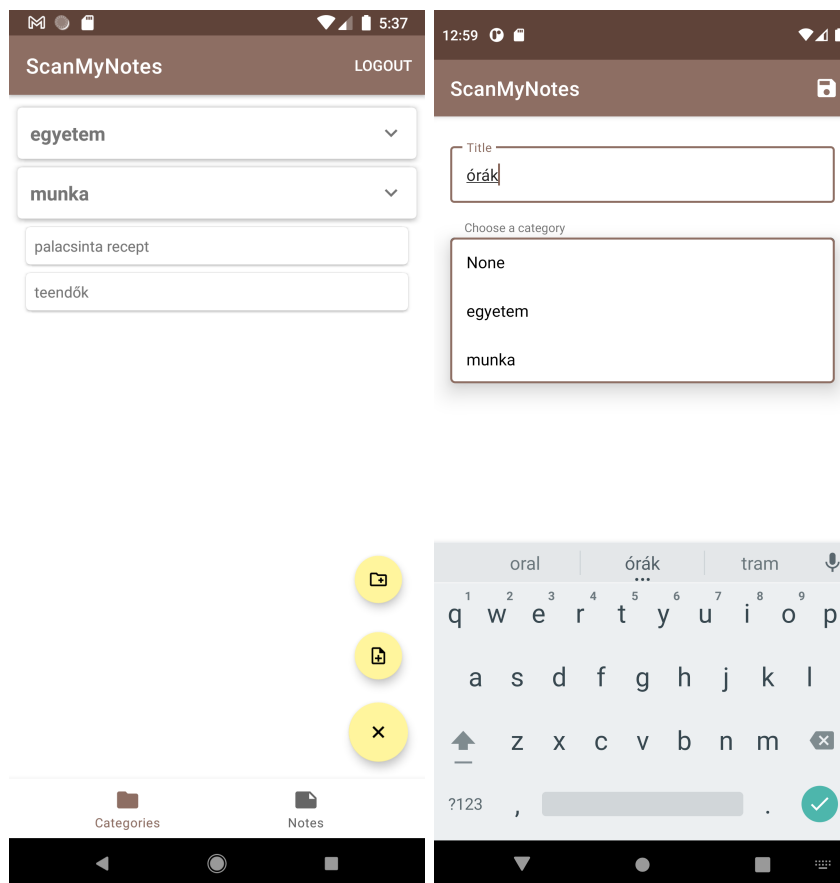 5:37
ScanMyNotes
LOGOUT
egyetem
munka
palacsinta recept
teendők
Categories
Notes
12:59
ScanMyNotes
Title
órák
Choose a category
None
egyetem
munka
oral órák tram
1 2 3 4 5 6 7 8 9
q w e r t y u i o p
a s d f g h j k l
z x c v b n m
?123 , .